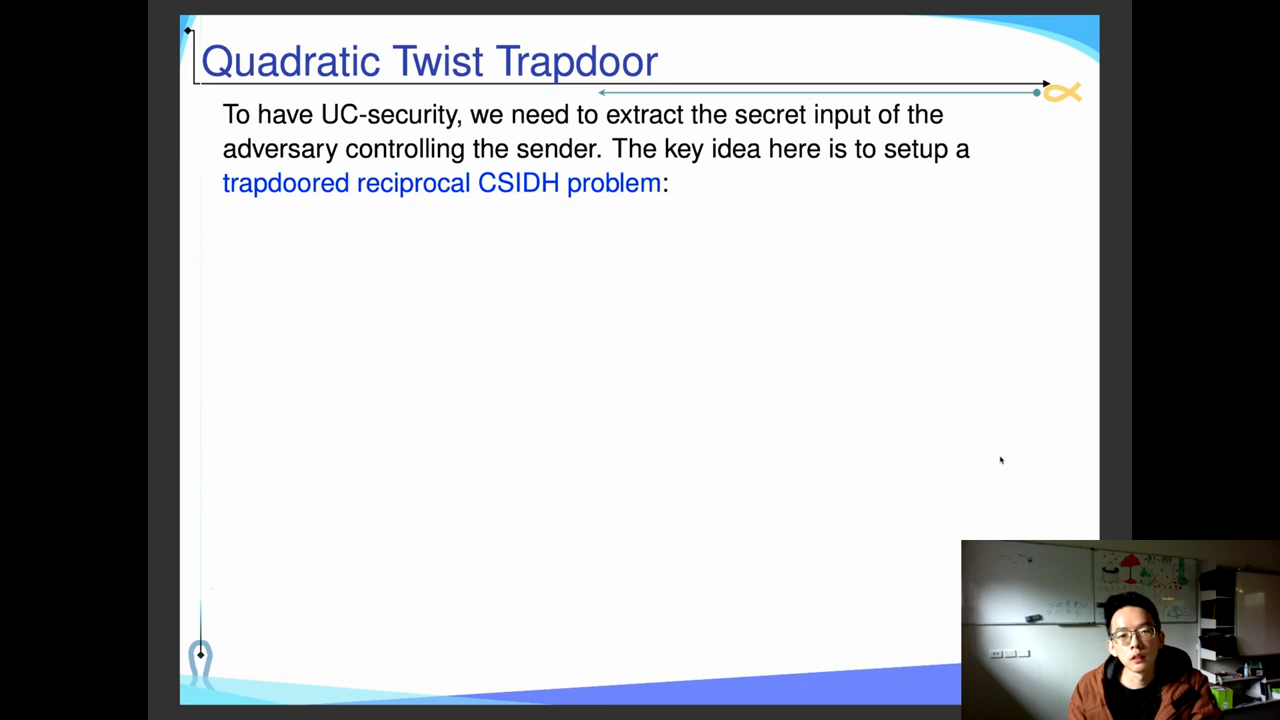 Quadratic Twist Trapdoor
To have UC-security, we need to extract the secret input of the
adversary controlling the sender. The key idea here is to setup a
trapdoored reciprocal CSIDH problem: